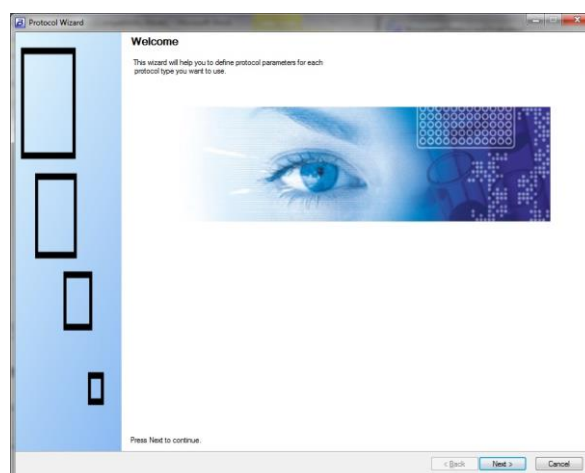 Protocol Wizard
Welcome
This wizard will help you to define protocol parameters for each
protocol type you want to use.
Press Next to continue.
< Back
Next >
Cancel